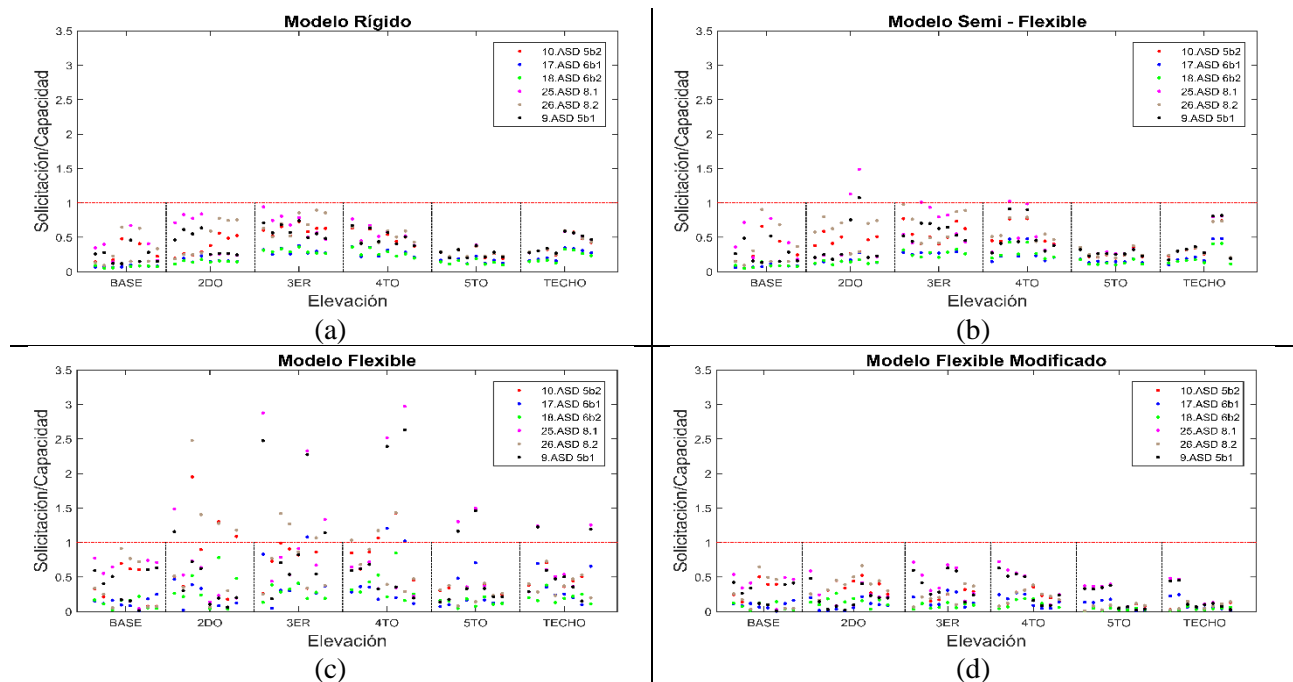 Modelo Rígido
3.5
3
2.5
2
1.5
1
0.5
0
Solicitación/Capacidad
10.ASD 5b2
17.ASD 6b1
18.ASD 6b2
25.ASD 8.1
26.ASD 8.2
9.ASD 5b1
BASE 2DO 3ER 4TO 5TO TECHO
Elevación
(a)
Modelo Semi - Flexible
3.5
3
2.5
2
1.5
1
0.5
0
Solicitación/Capacidad
10.ASD 5b2
17.ASD 6b1
18.ASD 6b2
25.ASD 8.1
26.ASD 8.2
9.ASD 5b1
BASE 2DO 3ER 4TO 5TO TECHO
Elevación
(b)
Modelo Flexible
3.5
3
2.5
2
1.5
1
0.5
0
Solicitación/Capacidad
10.ASD 5b2
17.ASD 6b1
18.ASD 6b2
25.ASD 8.1
26.ASD 8.2
9.ASD 5b1
BASE 2DO 3ER 4TO 5TO TECHO
Elevación
(c)
Modelo Flexible Modificado
3.5
3
2.5
2
1.5
1
0.5
0
Solicitación/Capacidad
10.ASD 5b2
17.ASD 6b1
18.ASD 6b2
25.ASD 8.1
26.ASD 8.2
9.ASD 5b1
BASE 2DO 3ER 4TO 5TO TECHO
Elevación
(d)